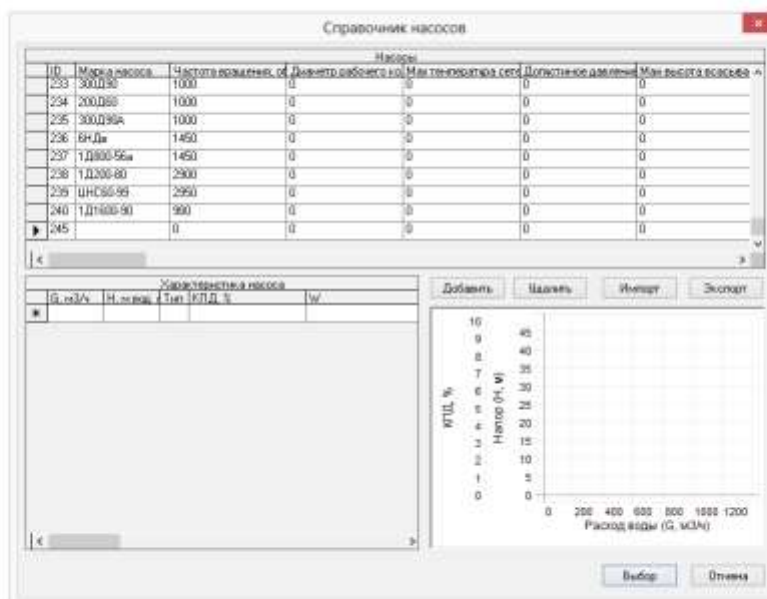 Справочник насосов
Насосы
ID Марка насоса Частота вращения, об Диаметр рабочего ко Мах температура сете Допустимое давление Мах высота всасыва
233 300Д90 1000 0 0 0 0
234 200Д60 1000 0 0 0 0
235 300Д90А 1000 0 0 0 0
236 6НДв 1450 0 0 0 0
237 1Д800-56а 1450 0 0 0 0
238 1Д200-80 2900 0 0 0 0
239 ЦНС60-99 2950 0 0 0 0
240 1Д1600-90 980 0 0 0 0
245 0 0 0 0 0
Характеристика насоса
G, м3/ч Н, м вод. Тип КПД, % W
Добавить Удалить Импорт Экспорт
КПД, %
10
9
8
7
6
5
4
3
2
1
0
Напор (Н, м)
45
40
35
30
25
20
15
10
5
0
0 200 400 600 800 1000 1200
Расход воды (G, м3/ч)
Выбор Отмена